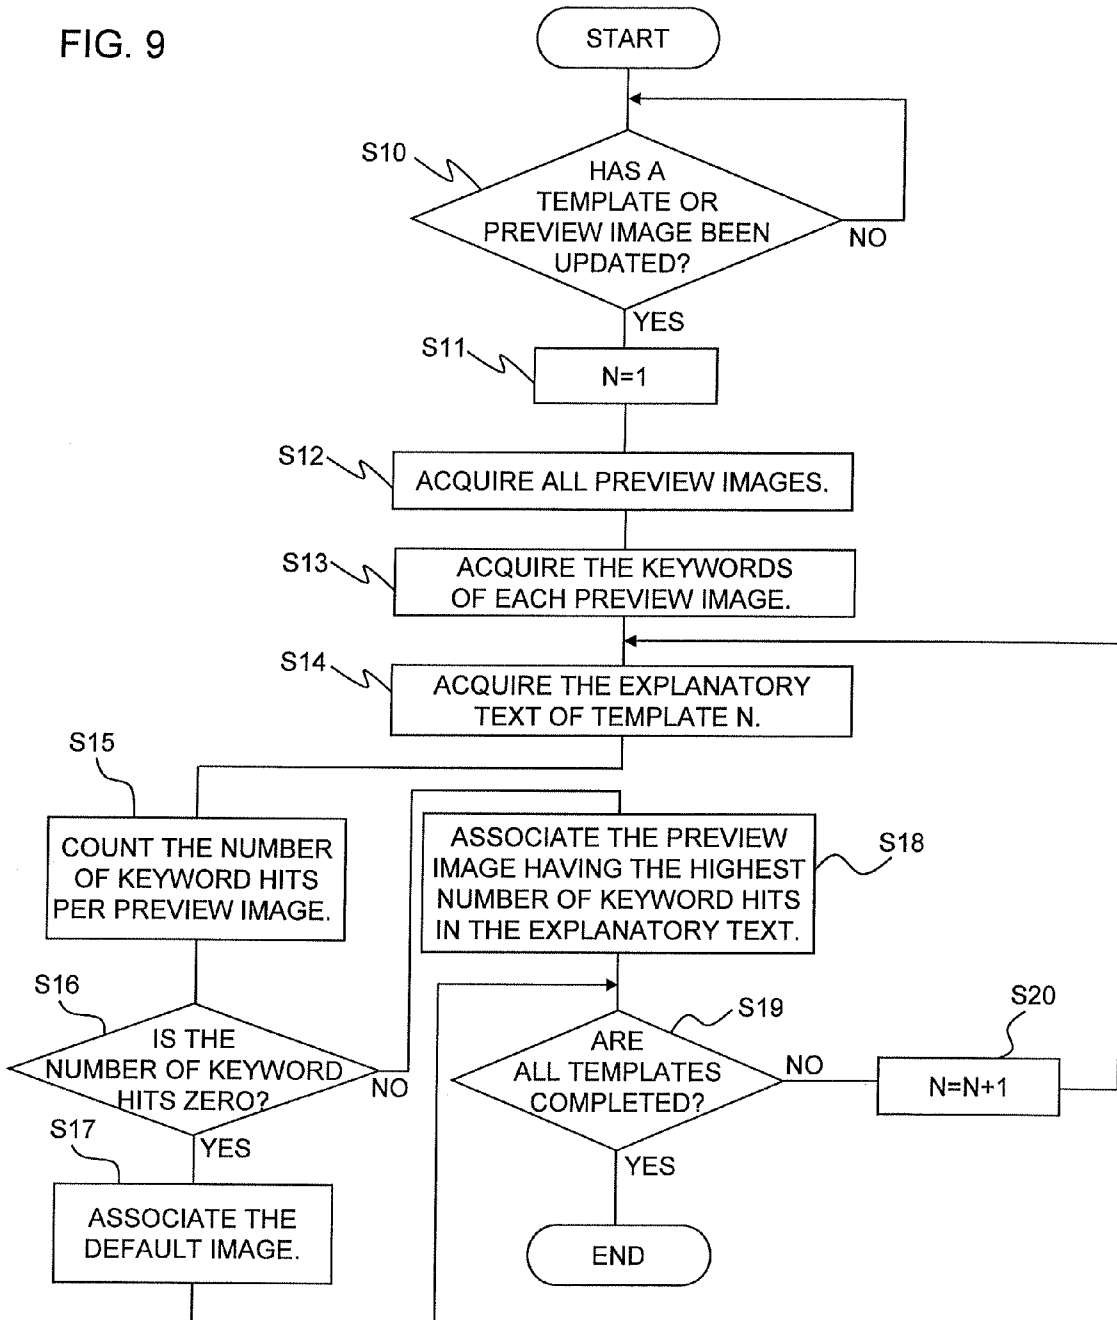 FIG. 9
START
S10
HAS A
TEMPLATE OR
PREVIEW IMAGE BEEN
UPDATED?
NO
YES
S11
N=1
S12
ACQUIRE ALL PREVIEW IMAGES.
S13
ACQUIRE THE KEYWORDS
OF EACH PREVIEW IMAGE.
S14
ACQUIRE THE EXPLANATORY
TEXT OF TEMPLATE N.
S15
COUNT THE NUMBER
OF KEYWORD HITS
PER PREVIEW IMAGE.
S16
IS THE
NUMBER OF KEYWORD
HITS ZERO?
NO
YES
S17
ASSOCIATE THE
DEFAULT IMAGE.
ASSOCIATE THE PREVIEW
IMAGE HAVING THE HIGHEST
NUMBER OF KEYWORD HITS
IN THE EXPLANATORY TEXT.
S18
S19
ARE
ALL TEMPLATES
COMPLETED?
NO
YES
S20
N=N+1
END